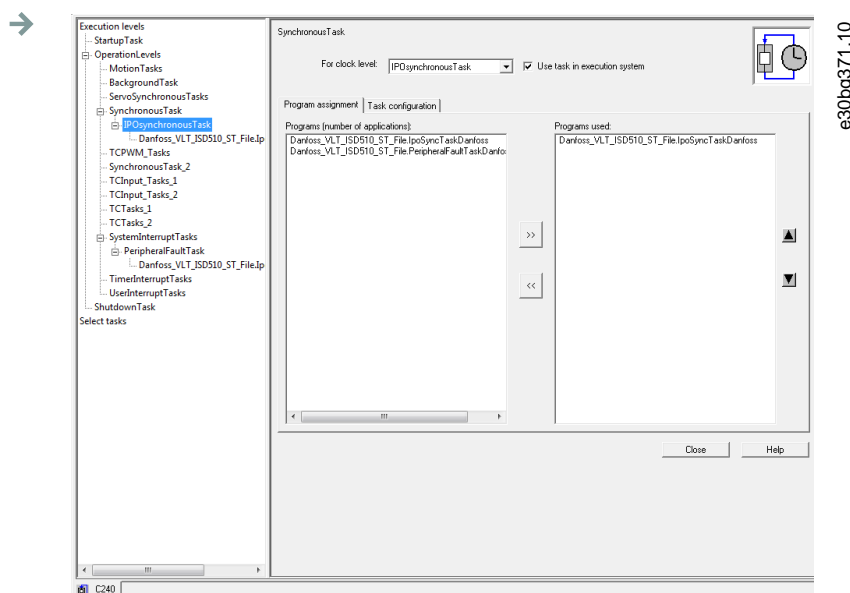 Execution levels
StartupTask
OperationLevels
MotionTasks
BackgroundTask
ServoSynchronousTasks
SynchronousTask
IPOsynchronousTask
Danfoss_VLT_ISD510_ST_File.Ip
TCPWM_Tasks
SynchronousTask_2
TCInput_Tasks_1
TCInput_Tasks_2
TCTasks_1
TCTasks_2
SystemInterruptTasks
PeripheralFaultTask
Danfoss_VLT_ISD510_ST_File.Ip
TimerInterruptTasks
UserInterruptTasks
ShutdownTask
Select tasks
SynchronousTask
For clock level: IPOsynchronousTask Use task in execution system
Program assignment Task configuration
Programs (number of applications):
Danfoss_VLT_ISD510_ST_File.IpoSyncTaskDanfoss
Danfoss_VLT_ISD510_ST_File.PeripheralFaultTaskDanfo
>>
<<
Programs used:
Danfoss_VLT_ISD510_ST_File.IpoSyncTaskDanfoss
Close Help
C240
e30bg371.10